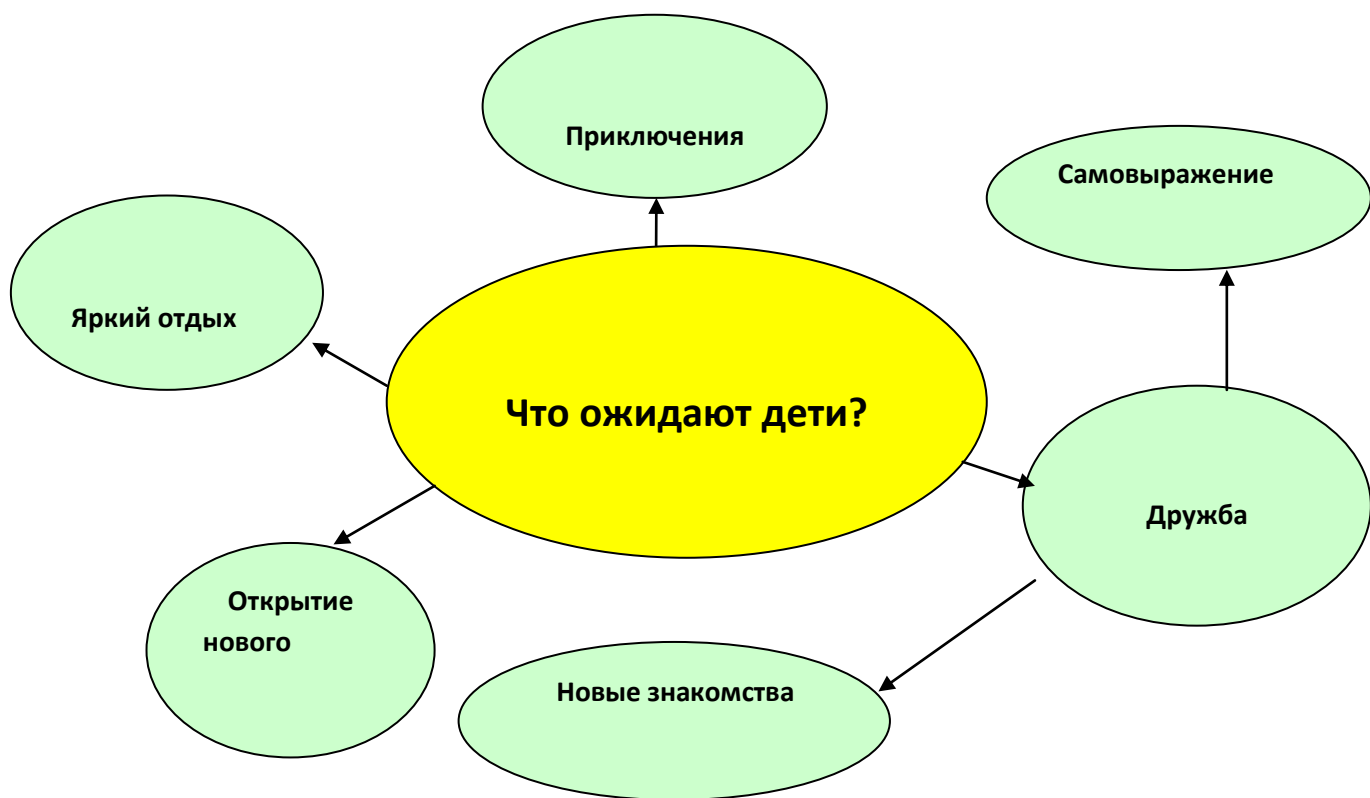 Приключения
Самовыражение
Яркий отдых
Что ожидают дети?
Дружба
Открытие
нового
Новые знакомства